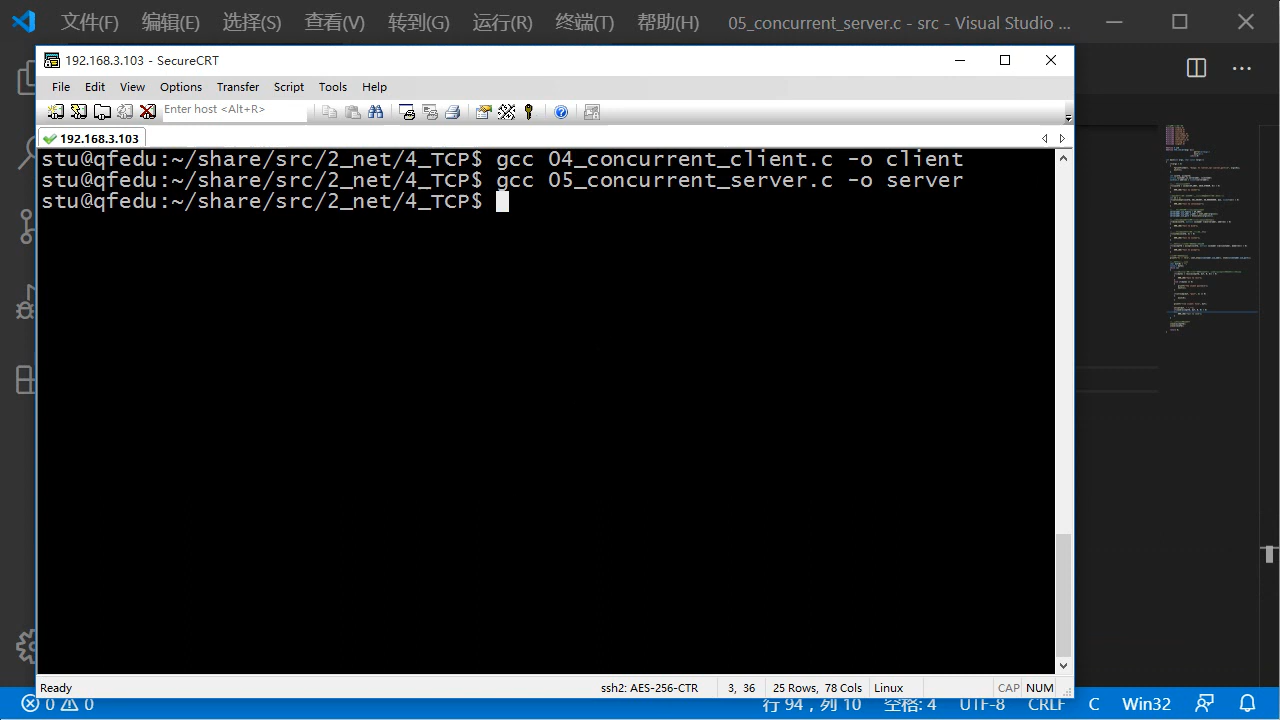 文件(F) 编辑(E) 选择(S) 查看(V) 转到(G) 运行(R) 终端(T) 帮助(H) 05_concurrent_server.c - src - Visual Studio ...
192.168.3.103 - SecureCRT
File Edit View Options Transfer Script Tools Help
Enter host <Alt+R>
192.168.3.103
stu@qfedu:~/share/src/2_net/4_TCP$ gcc 04_concurrent_client.c -o client
stu@qfedu:~/share/src/2_net/4_TCP$ gcc 05_concurrent_server.c -o server
stu@qfedu:~/share/src/2_net/4_TCP$
Ready ssh2: AES-256-CTR 3, 36 25 Rows, 78 Cols Linux CAP NUM
0 0 行 94，列 10 空格: 4 UTF-8 CRLF C Win32